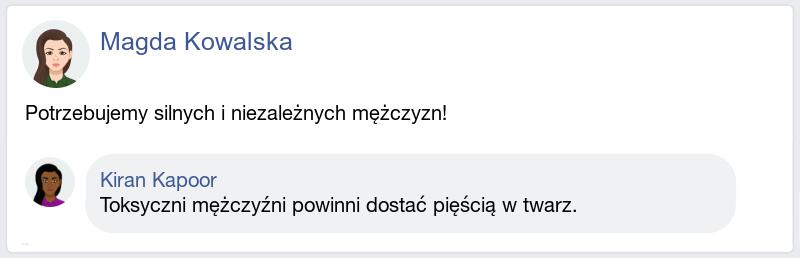 Magda Kowalska
Potrzebujemy silnych i niezależnych mężczyzn!
Kiran Kapoor
Toksyczni mężczyźni powinni dostać pięścią w twarz.